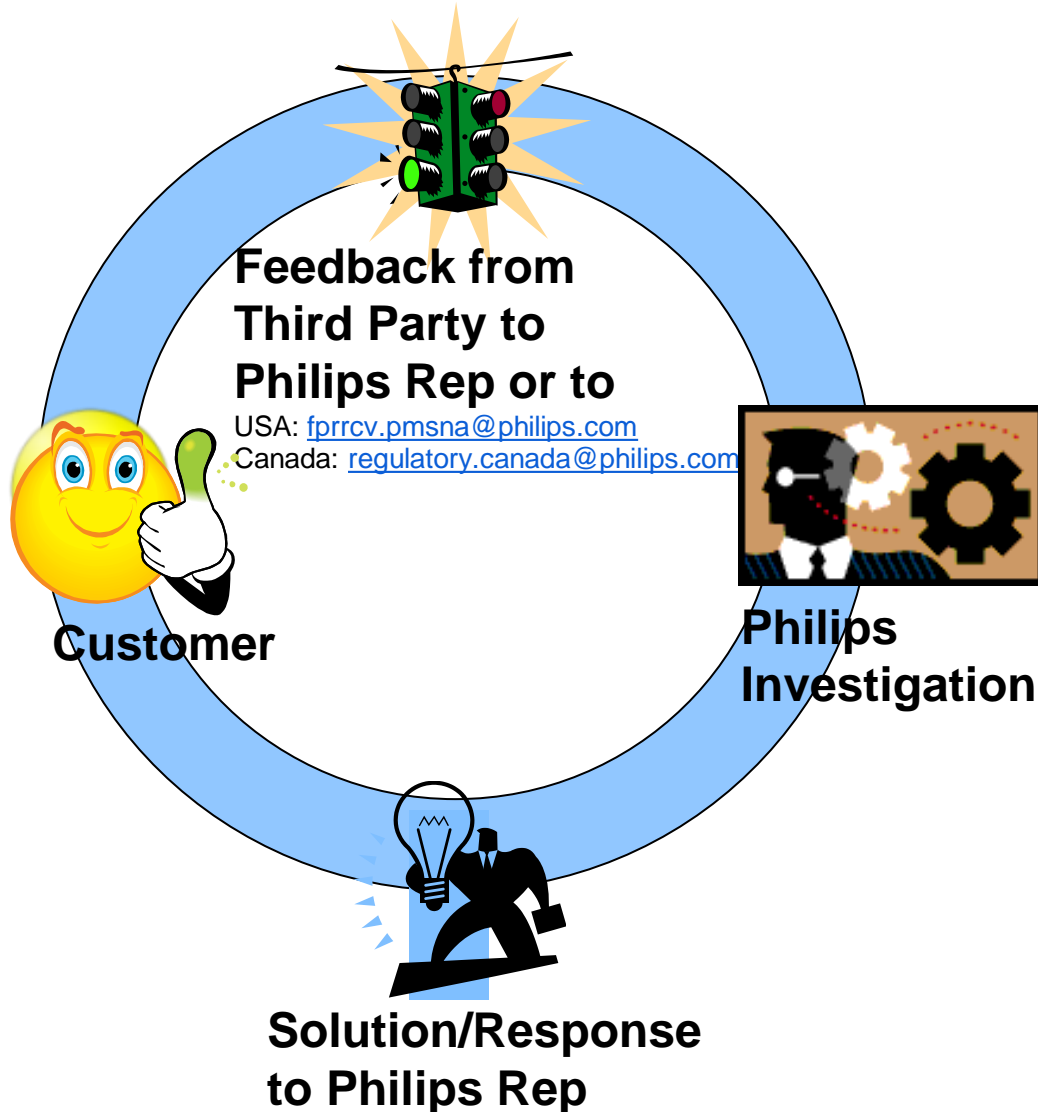 Feedback from
Third Party to
Philips Rep or to
USA: fprrcv.pmsna@philips.com
Canada: regulatory.canada@philips.com
Customer
Philips
Investigation
Solution/Response
to Philips Rep